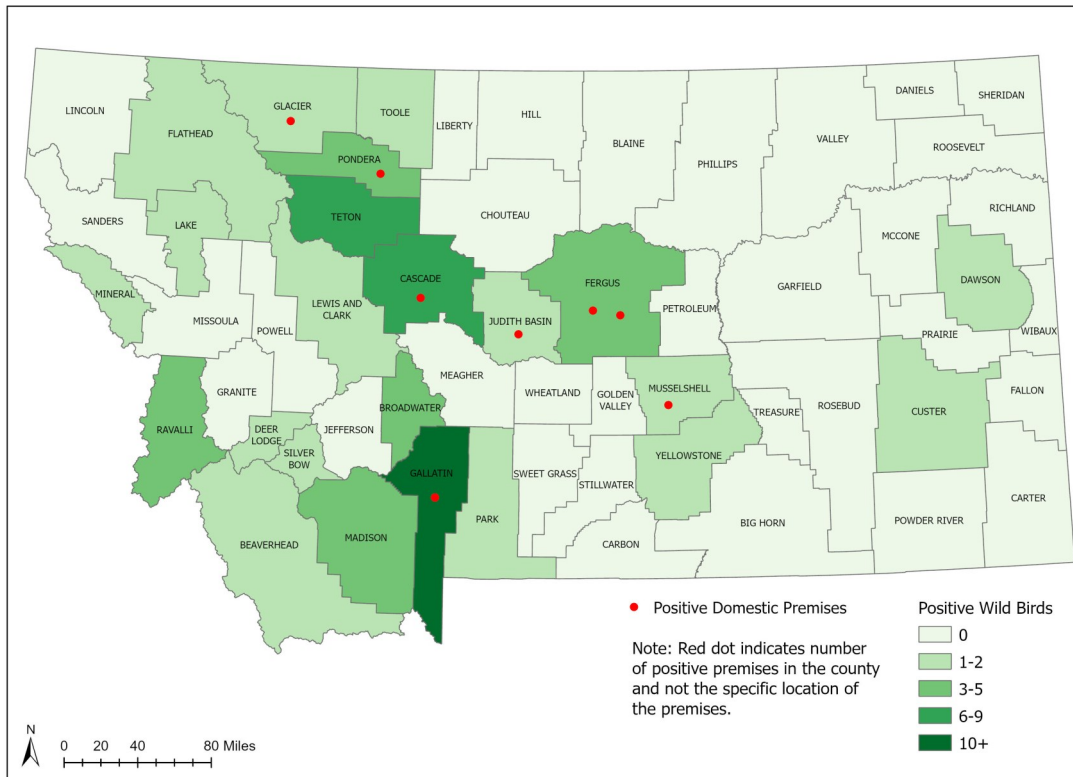 LINCOLN
FLATHEAD
GLACIER
TOOLE
LIBERTY
HILL
BLAINE
PHILLIPS
VALLEY
DANIELS
SHERIDAN
ROOSEVELT
PONDERA
SANDERS
LAKE
TETON
CHOUTEAU
RICHLAND
MCCONE
DAWSON
MINERAL
MISSOULA
POWELL
LEWIS AND
CLARK
CASCADE
JUDITH BASIN
FERGUS
PETROLEUM
GARFIELD
PRAIRIE
WIBAUX
RAVALLI
GRANITE
DEER
LODGE
SILVER
BOW
JEFFERSON
BROADWATER
MEAGHER
WHEATLAND
GOLDEN
VALLEY
MUSSELSHELL
TREASURE
ROSEBUD
CUSTER
FALLON
BEAVERHEAD
MADISON
GALLATIN
PARK
SWEET GRASS
STILLWATER
YELLOWSTONE
CARBON
BIG HORN
POWDER RIVER
CARTER
Positive Domestic Premises
Note: Red dot indicates number
of positive premises in the county
and not the specific location of
the premises.
Positive Wild Birds
0
1-2
3-5
6-9
10+
N
0 20 40 80 Miles